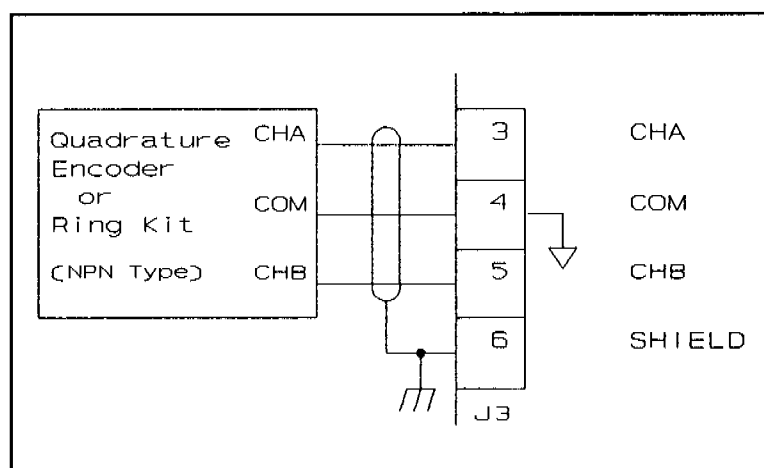 Quadrature
Encoder
or
Ring Kit
(NPN Type)
CHA
COM
CHB
3
4
5
6
J3
CHA
COM
CHB
SHIELD